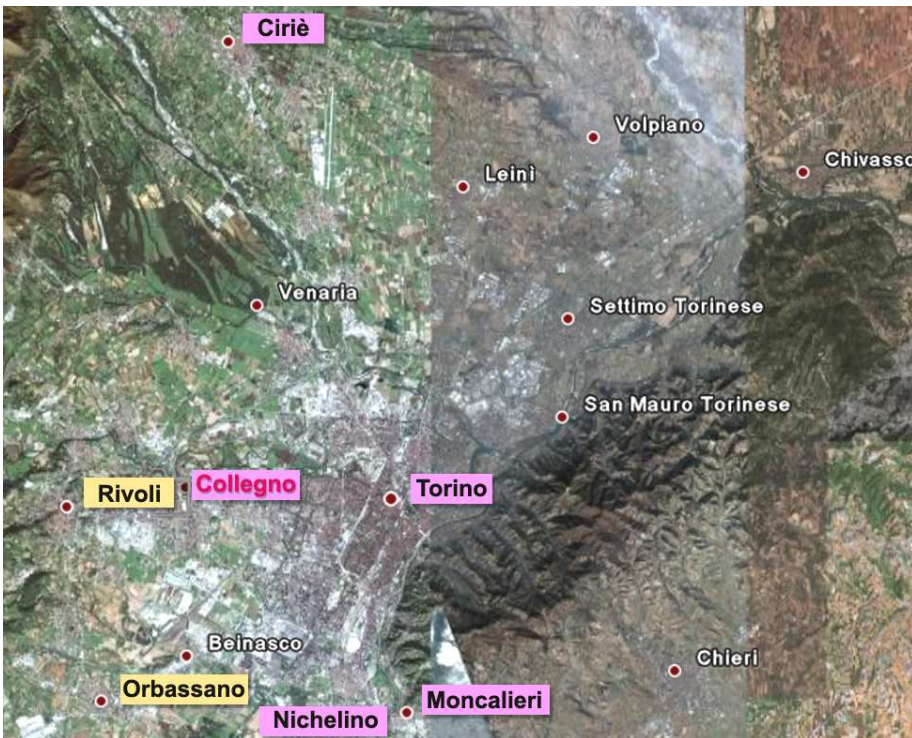 Ciriè
Volpiano
Chivasso
Leinì
Venaria
Settimo Torinese
San Mauro Torinese
Rivoli
Collegno
Torino
Beinasco
Chieri
Orbassano
Moncalieri
Nichelino